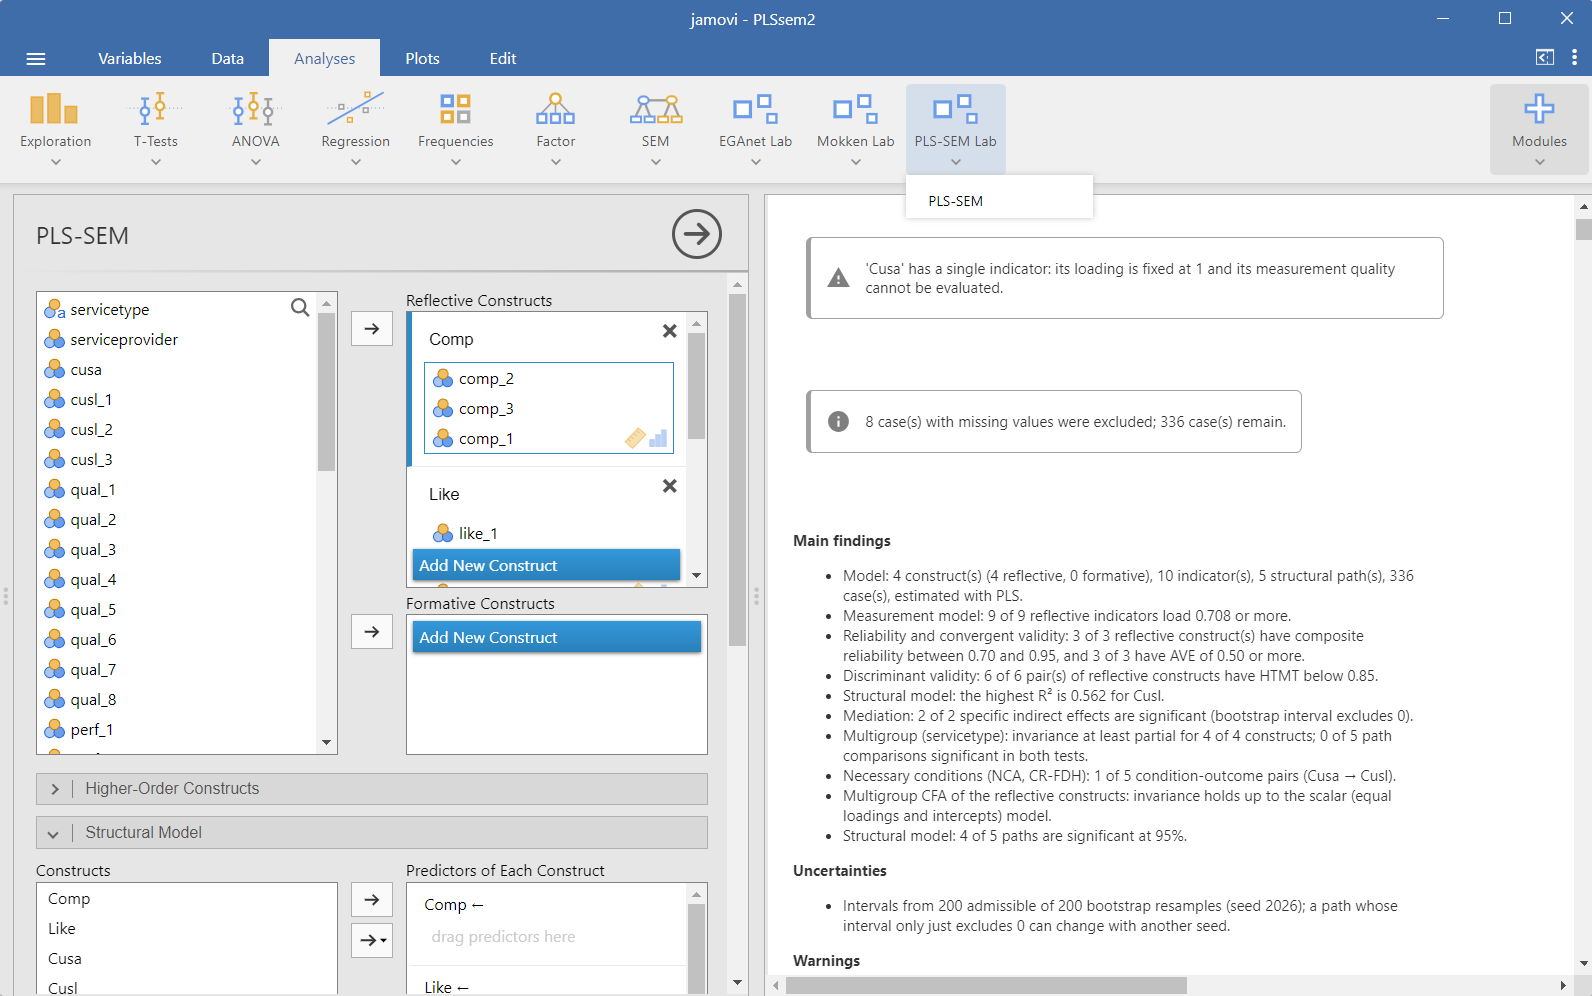 jamovi - PLSsem2
Variables
Data
Analyses
Plots
Edit
Exploration
T-Tests
ANOVA
Regression
Frequencies
Factor
SEM
EGAnet Lab
Mokken Lab
PLS-SEM Lab
Modules
PLS-SEM
PLS-SEM
servicetype
serviceprovider
cusa
cusl_1
cusl_2
cusl_3
qual_1
qual_2
qual_3
qual_4
qual_5
qual_6
qual_7
qual_8
perf_1
Reflective Constructs
Comp
comp_2
comp_3
comp_1
Like
like_1
Add New Construct
Formative Constructs
Add New Construct
Higher-Order Constructs
Structural Model
Constructs
Comp
Like
Cusa
Cusl
Predictors of Each Construct
Comp ←
drag predictors here
Like ←
'Cusa' has a single indicator: its loading is fixed at 1 and its measurement quality
cannot be evaluated.
8 case(s) with missing values were excluded; 336 case(s) remain.
Main findings
• Model: 4 construct(s) (4 reflective, 0 formative), 10 indicator(s), 5 structural path(s), 336
case(s), estimated with PLS.
• Measurement model: 9 of 9 reflective indicators load 0.708 or more.
• Reliability and convergent validity: 3 of 3 reflective construct(s) have composite
reliability between 0.70 and 0.95, and 3 of 3 have AVE of 0.50 or more.
• Discriminant validity: 6 of 6 pair(s) of reflective constructs have HTMT below 0.85.
• Structural model: the highest R² is 0.562 for Cusl.
• Mediation: 2 of 2 specific indirect effects are significant (bootstrap interval excludes 0).
• Multigroup (servicetype): invariance at least partial for 4 of 4 constructs; 0 of 5 path
comparisons significant in both tests.
• Necessary conditions (NCA, CR-FDH): 1 of 5 condition-outcome pairs (Cusa → Cusl).
• Multigroup CFA of the reflective constructs: invariance holds up to the scalar (equal
loadings and intercepts) model.
• Structural model: 4 of 5 paths are significant at 95%.
Uncertainties
• Intervals from 200 admissible of 200 bootstrap resamples (seed 2026); a path whose
interval only just excludes 0 can change with another seed.
Warnings